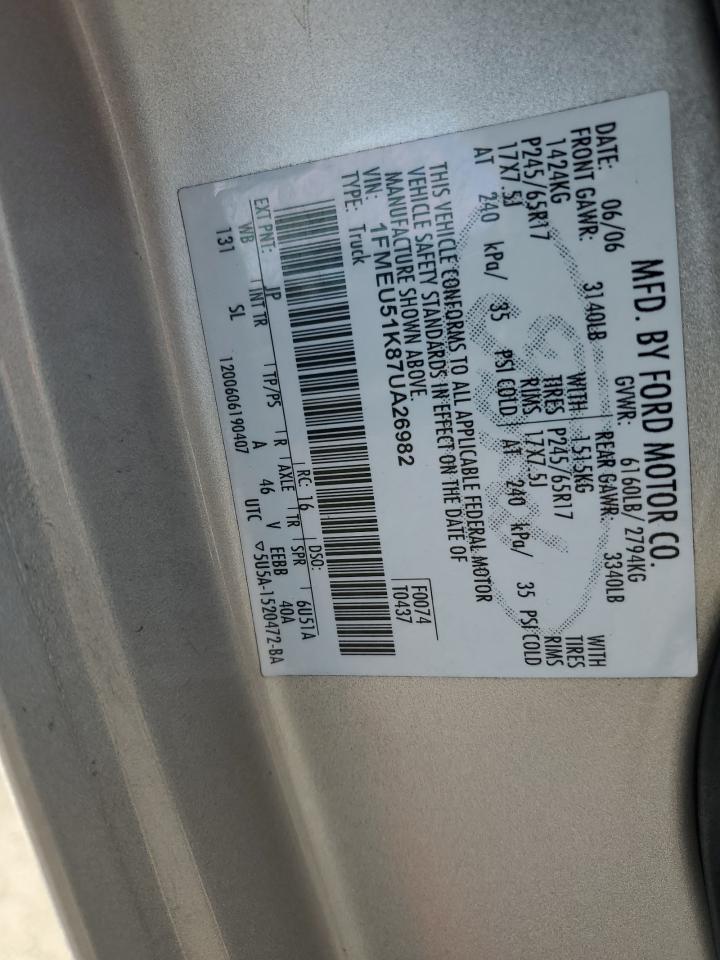 MFD. BY FORD MOTOR CO.
DATE: 06/06 GVWR: 6160LB/ 2794KG
FRONT GAWR: 3140LB REAR GAWR: 3340LB
1424KG WITH 1515KG WITH
P245/65R17 TIRES P245/65R17 TIRES
17X7.5J RIMS 17X7.5J RIMS
AT 240 kPa/ 35 PSI COLD AT 240 kPa/ 35 PSI COLD
THIS VEHICLE CONFORMS TO ALL APPLICABLE FEDERAL MOTOR
VEHICLE SAFETY STANDARDS IN EFFECT ON THE DATE OF
MANUFACTURE SHOWN ABOVE.
VIN: 1FMEU51K87UA26982
TYPE: Truck
F0074
T0437
EXT PNT: JP RC: 16 DSO: 6U51A
WB INT TR TP/PS R AXLE TR SPR
131 SL A 46 V EEBB 40A
1200606190407 UTC ▽5U5A-1520472-BA